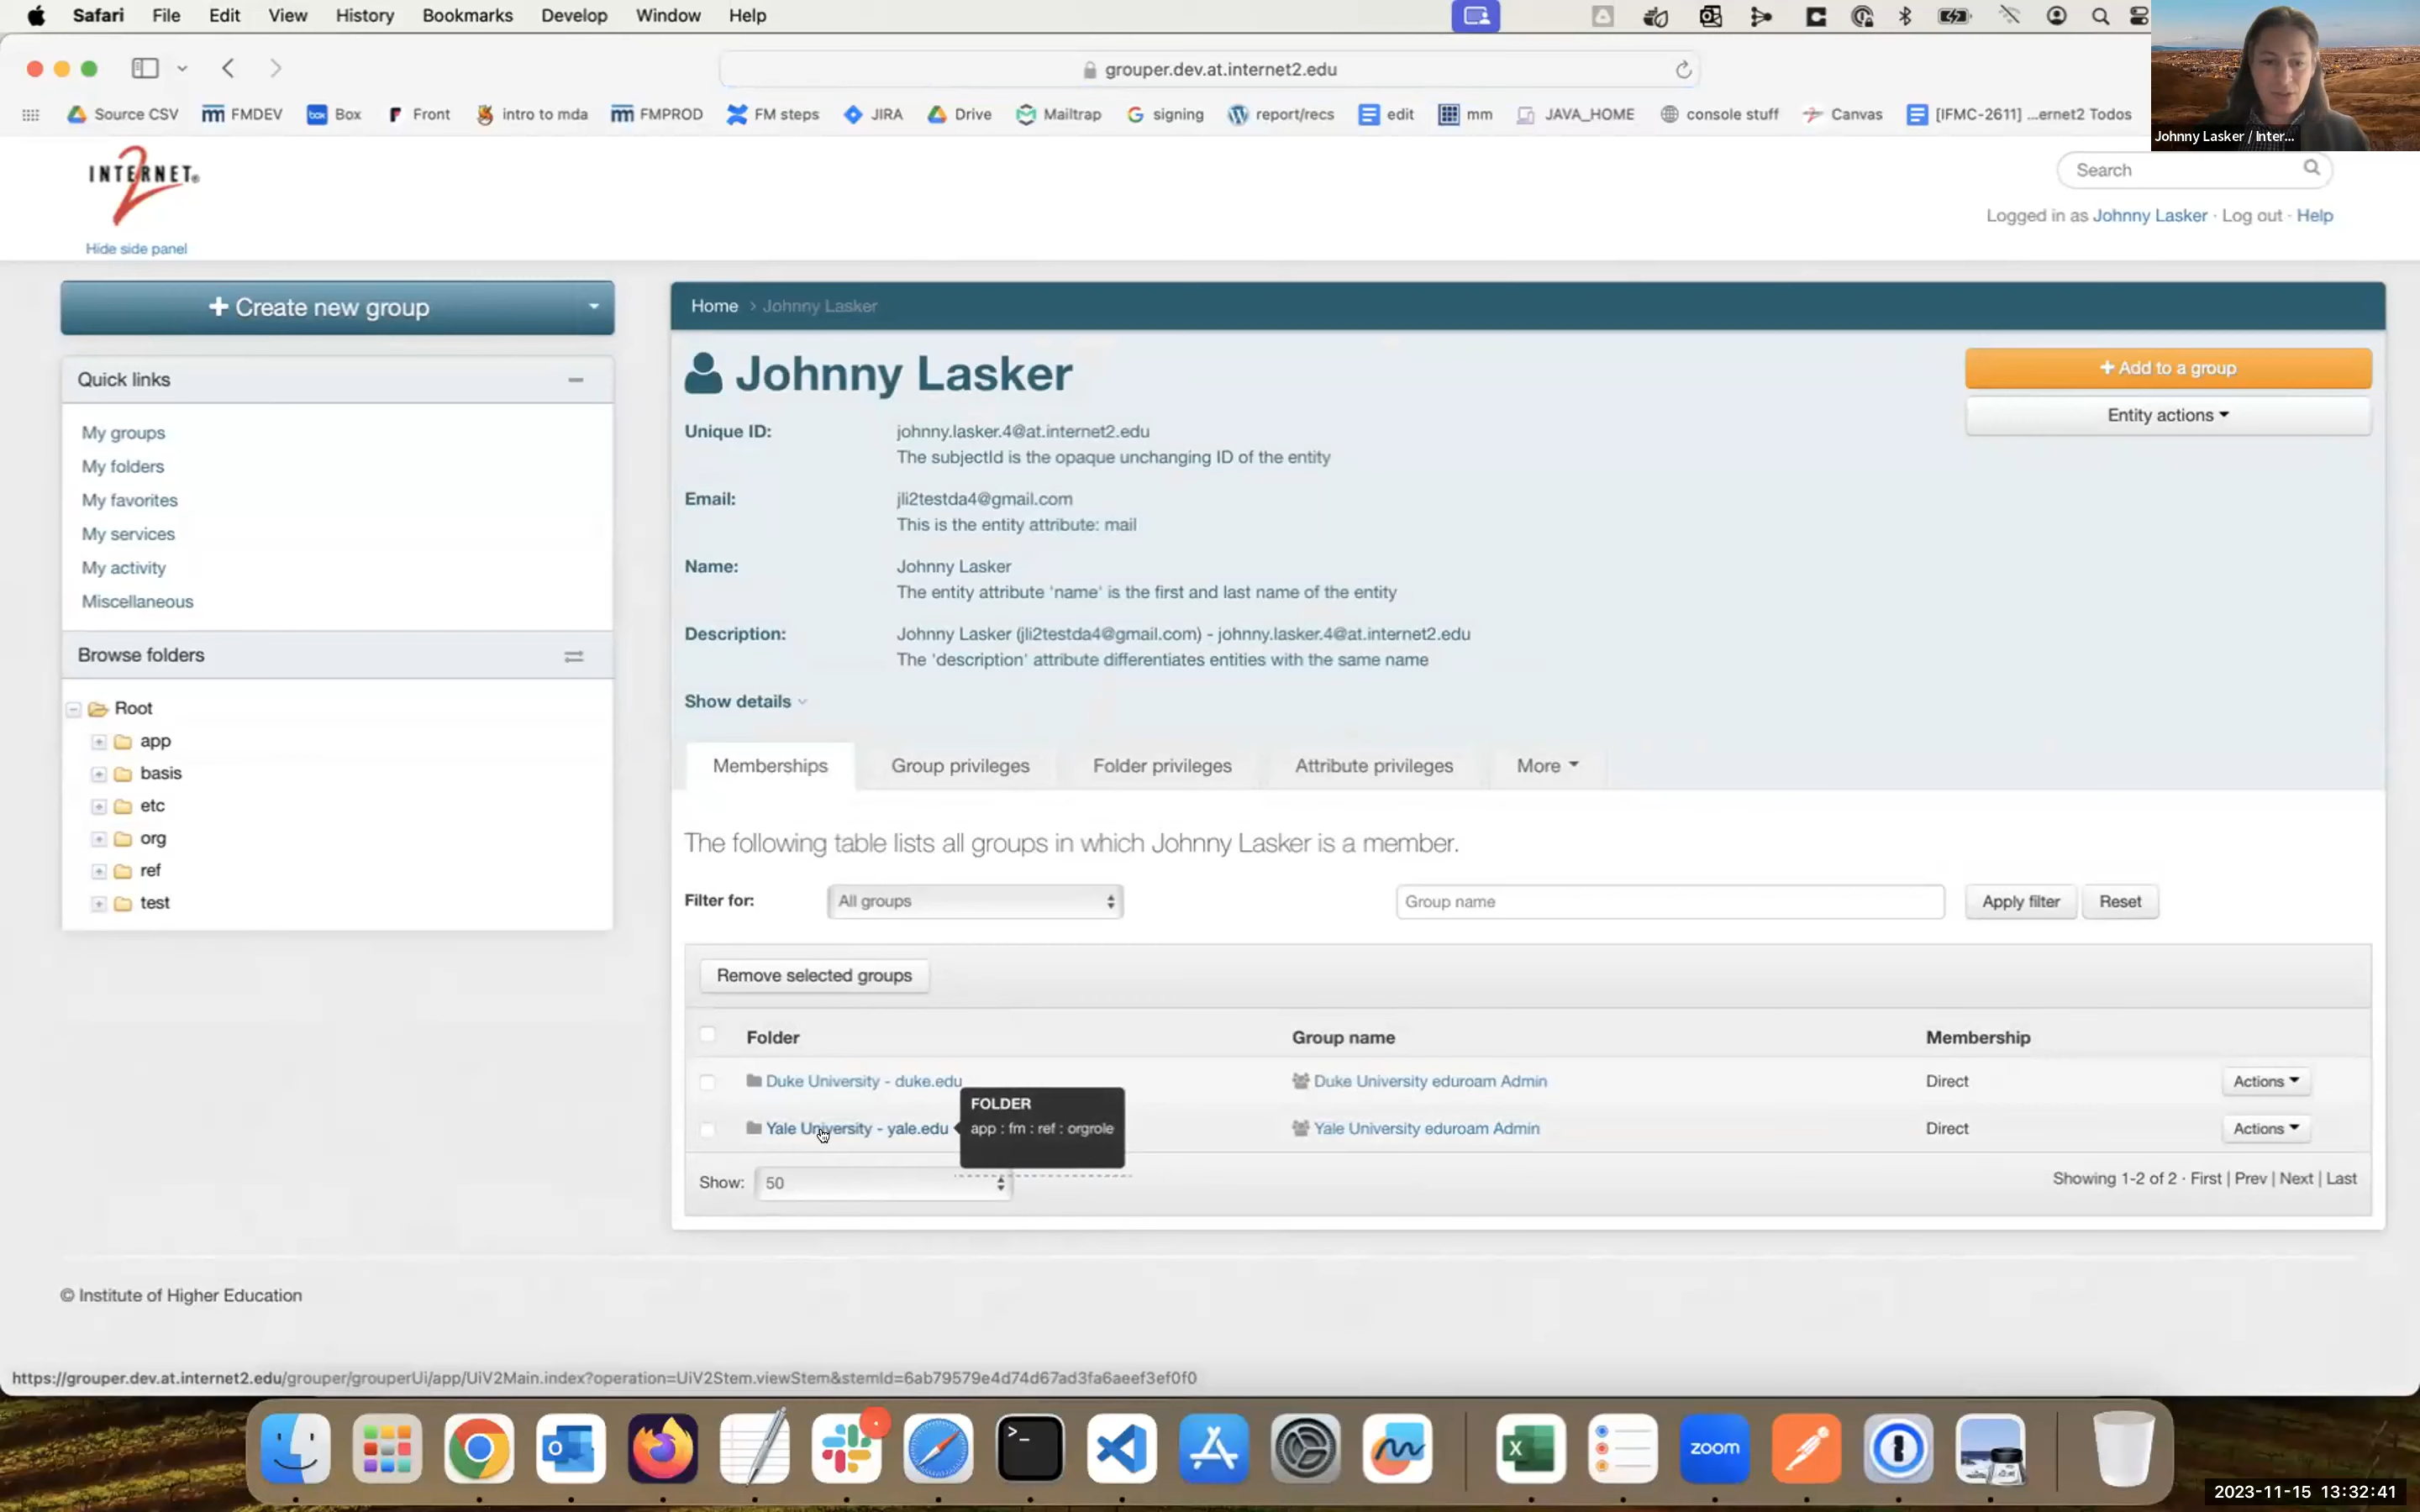 Safari File Edit View History Bookmarks Develop Window Help
grouper.dev.at.internet2.edu
Source CSV FMDEV Box Front intro to mda FMPROD FM steps JIRA Drive Mailtrap signing report/recs edit mm JAVA_HOME console stuff Canvas [IFMC-2611] ...ernet2 Todos
Johnny Lasker / Inter...
INTERNET®
2
Search
Hide side panel
Logged in as Johnny Lasker · Log out · Help
+ Create new group
Quick links
My groups
My folders
My favorites
My services
My activity
Miscellaneous
Browse folders
Root
app
basis
etc
org
ref
test
Home > Johnny Lasker
Johnny Lasker
+ Add to a group
Entity actions
Unique ID: johnny.lasker.4@at.internet2.edu
The subjectId is the opaque unchanging ID of the entity
Email: jli2testda4@gmail.com
This is the entity attribute: mail
Name: Johnny Lasker
The entity attribute 'name' is the first and last name of the entity
Description: Johnny Lasker (jli2testda4@gmail.com) - johnny.lasker.4@at.internet2.edu
The 'description' attribute differentiates entities with the same name
Show details
Memberships Group privileges Folder privileges Attribute privileges More
The following table lists all groups in which Johnny Lasker is a member.
Filter for: All groups Group name Apply filter Reset
Remove selected groups
Folder Group name Membership
Duke University - duke.edu Duke University eduroam Admin Direct Actions
Yale University - yale.edu Yale University eduroam Admin Direct Actions
FOLDER
app : fm : ref : orgrole
Show: 50 Showing 1-2 of 2 · First | Prev | Next | Last
© Institute of Higher Education
https://grouper.dev.at.internet2.edu/grouper/grouperUi/app/UiV2Main.index?operation=UiV2Stem.viewStem&stemId=6ab79579e4d74d67ad3fa6aeef3ef0f0
zoom
2023-11-15 13:32:41